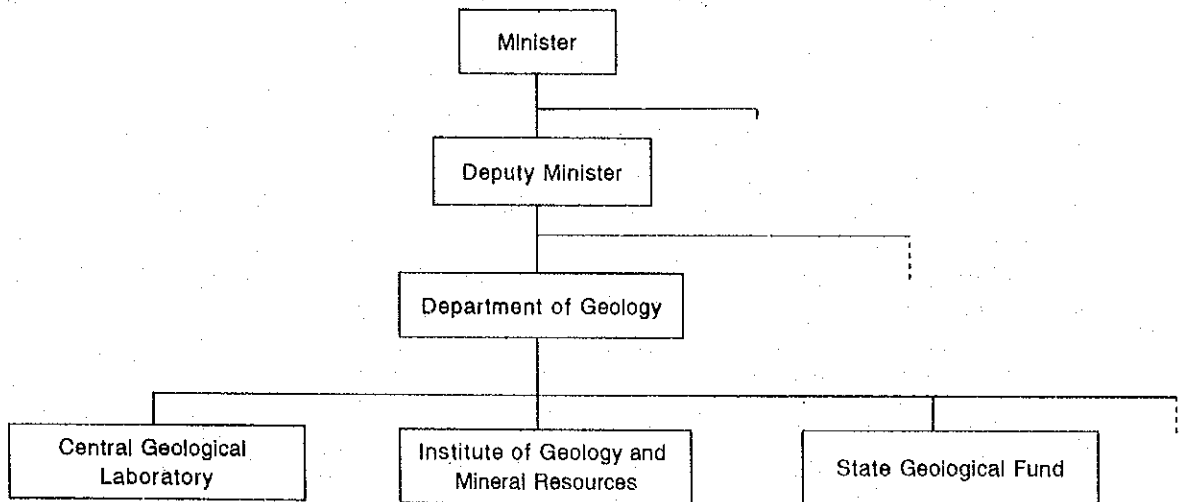 Minister
Deputy Minister
Department of Geology
Central Geological
Laboratory
Institute of Geology and
Mineral Resources
State Geological Fund